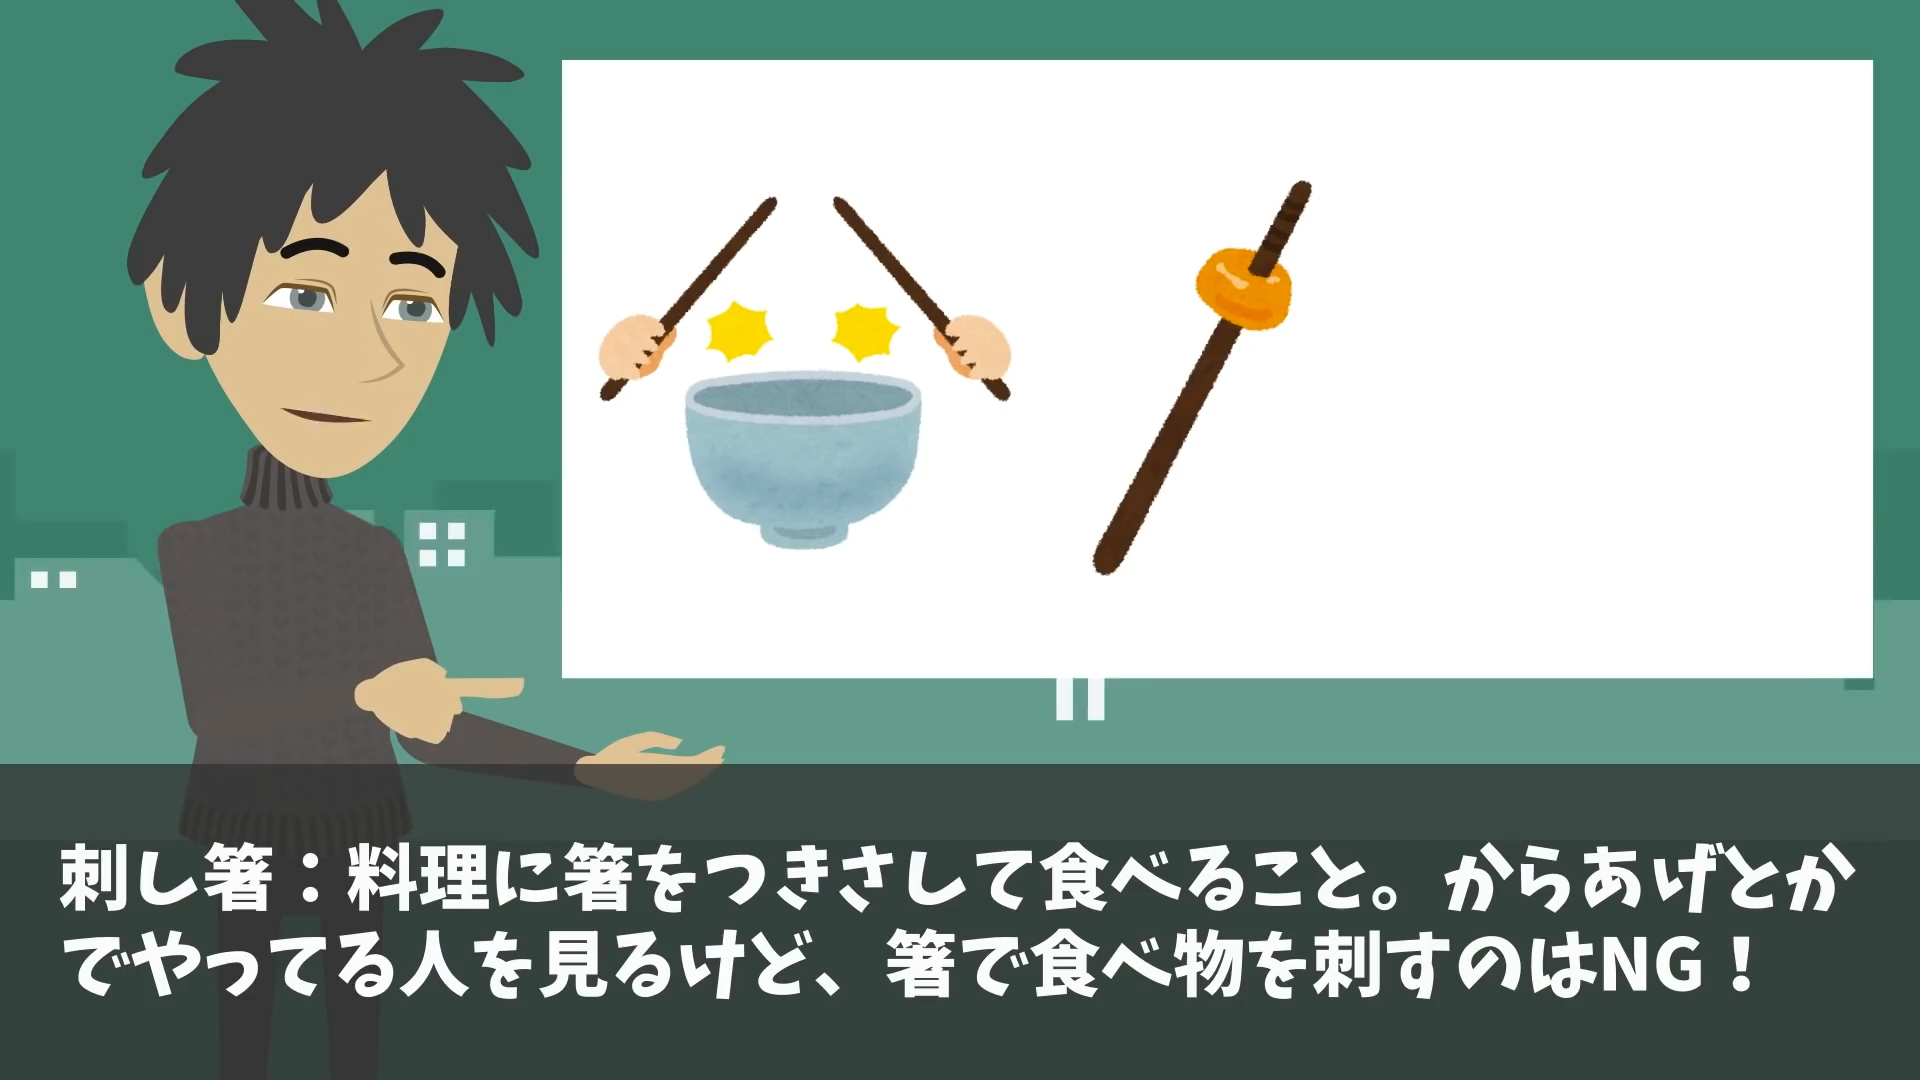 刺し箸：料理に箸をつきさして食べること。からあげとか
でやってる人を見るけど、箸で食べ物を刺すのはNG！